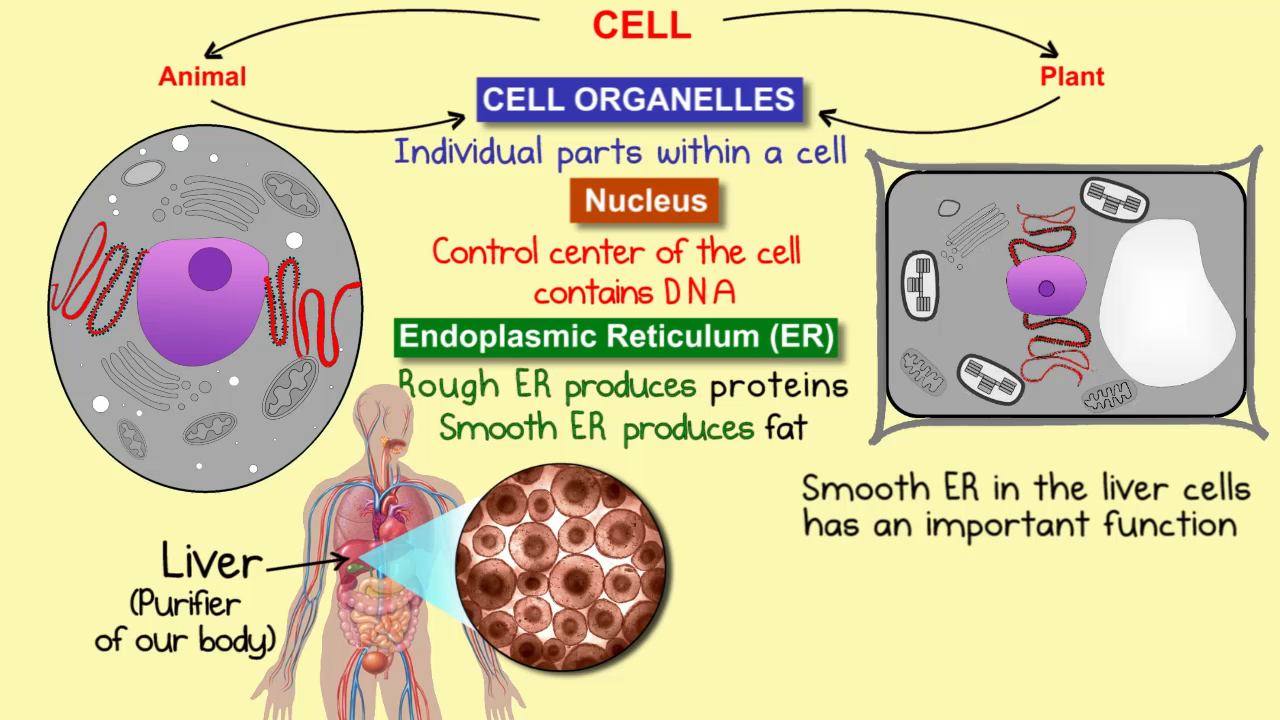 CELL
Animal
Plant
CELL ORGANELLES
Individual parts within a cell
Nucleus
Control center of the cell
contains DNA
Endoplasmic Reticulum (ER)
Rough ER produces proteins
Smooth ER produces fat
Smooth ER in the liver cells
has an important function
Liver
(Purifier
of our body)